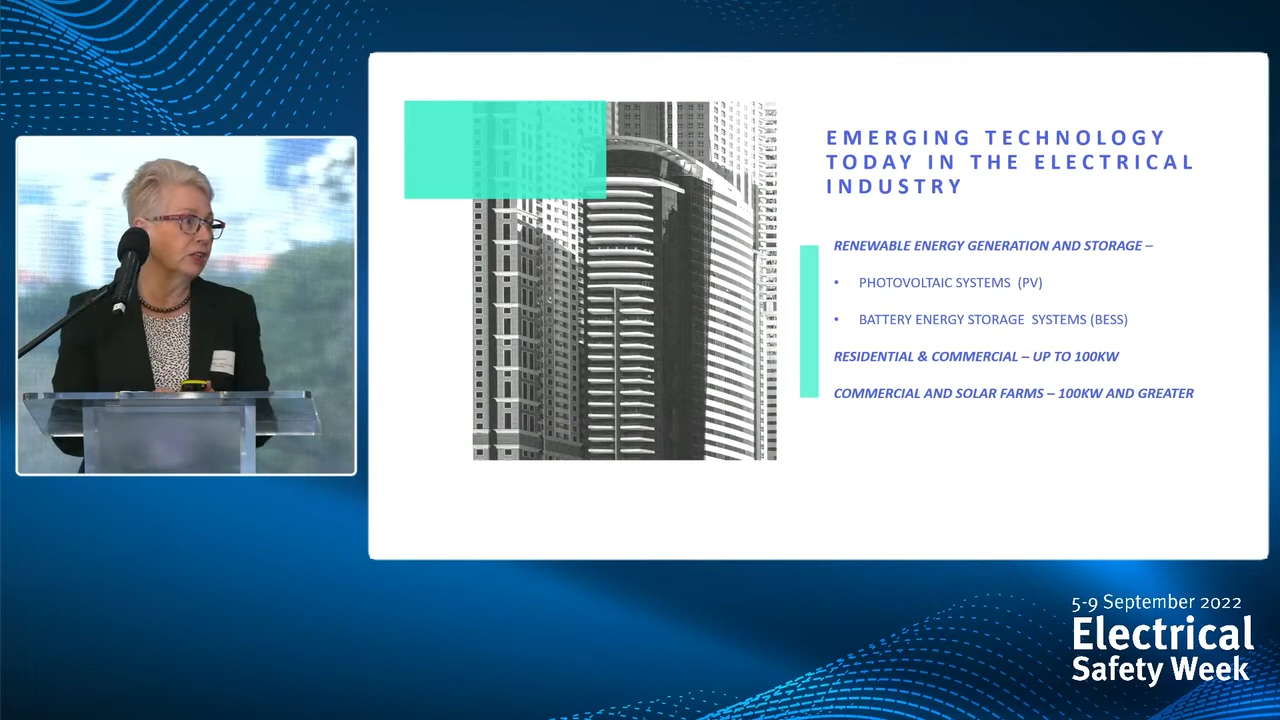 EMERGING TECHNOLOGY
TODAY IN THE ELECTRICAL
INDUSTRY
RENEWABLE ENERGY GENERATION AND STORAGE –
• PHOTOVOLTAIC SYSTEMS (PV)
• BATTERY ENERGY STORAGE SYSTEMS (BESS)
RESIDENTIAL & COMMERCIAL – UP TO 100KW
COMMERCIAL AND SOLAR FARMS – 100KW AND GREATER
5-9 September 2022
Electrical
Safety Week